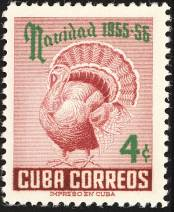 Navidad 1955-56
4¢
CUBA CORREOS
IMPRESO EN CUBA